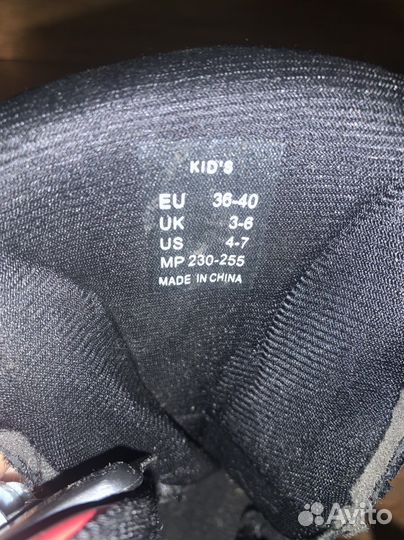 KID'S
EU 36-40
UK 3-6
US 4-7
MP 230-255
MADE IN CHINA
Avito